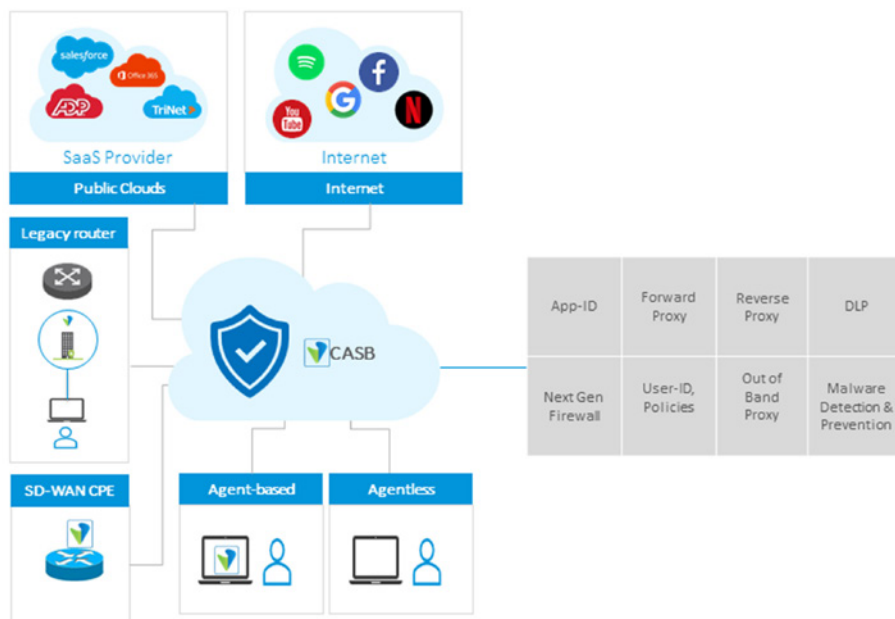 salesforce
Office 365
ADP
TriNet
SaaS Provider
Public Clouds
You
Tube
G
f
N
Internet
Internet
Legacy router
CASB
SD-WAN CPE
Agent-based
Agentless
App-ID
Forward
Proxy
Reverse
Proxy
DLP
Next Gen
Firewall
User-ID,
Policies
Out of
Band
Proxy
Malware
Detection &
Prevention